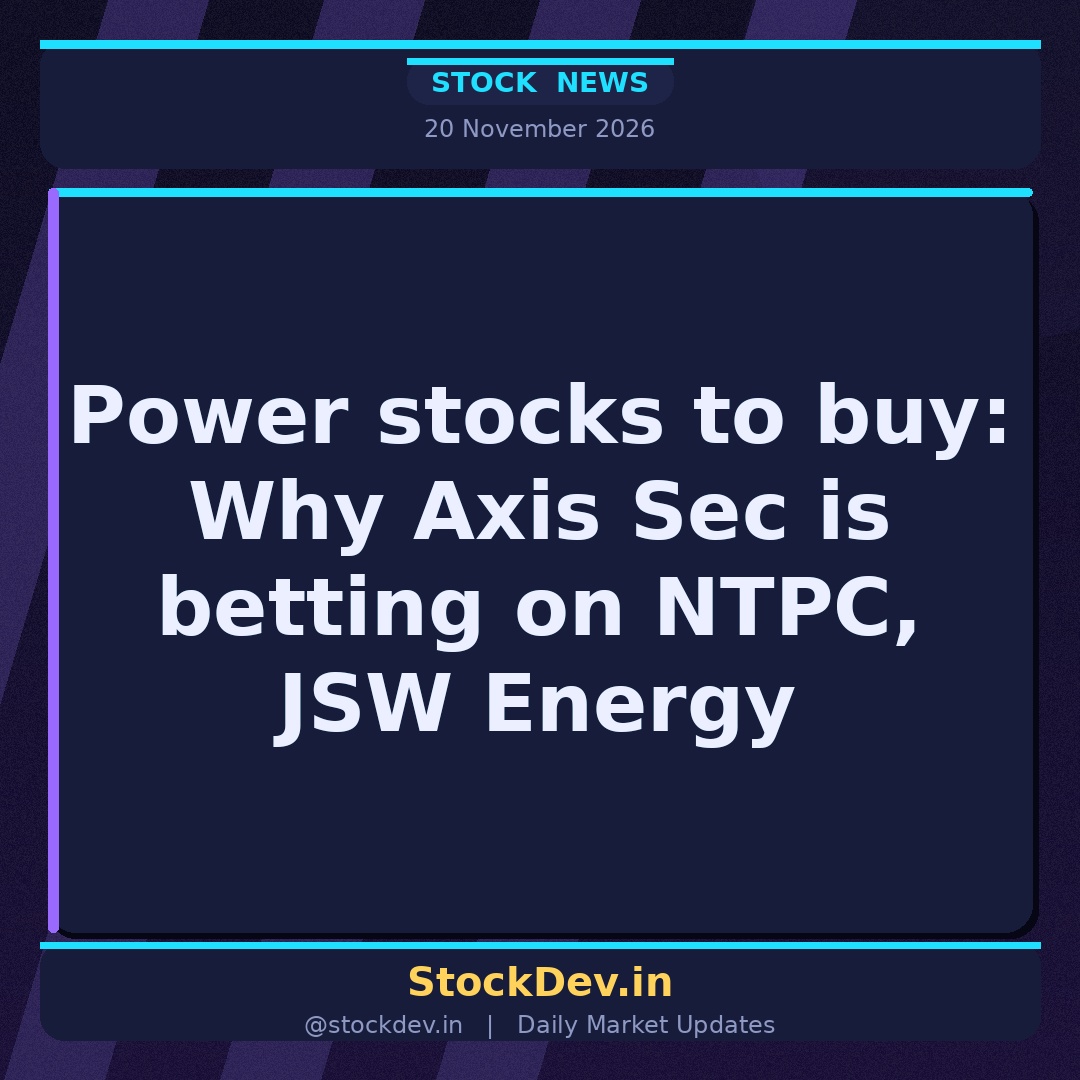 STOCK NEWS
20 November 2026
Power stocks to buy:
Why Axis Sec is
betting on NTPC,
JSW Energy
StockDev.in
@stockdev.in | Daily Market Updates